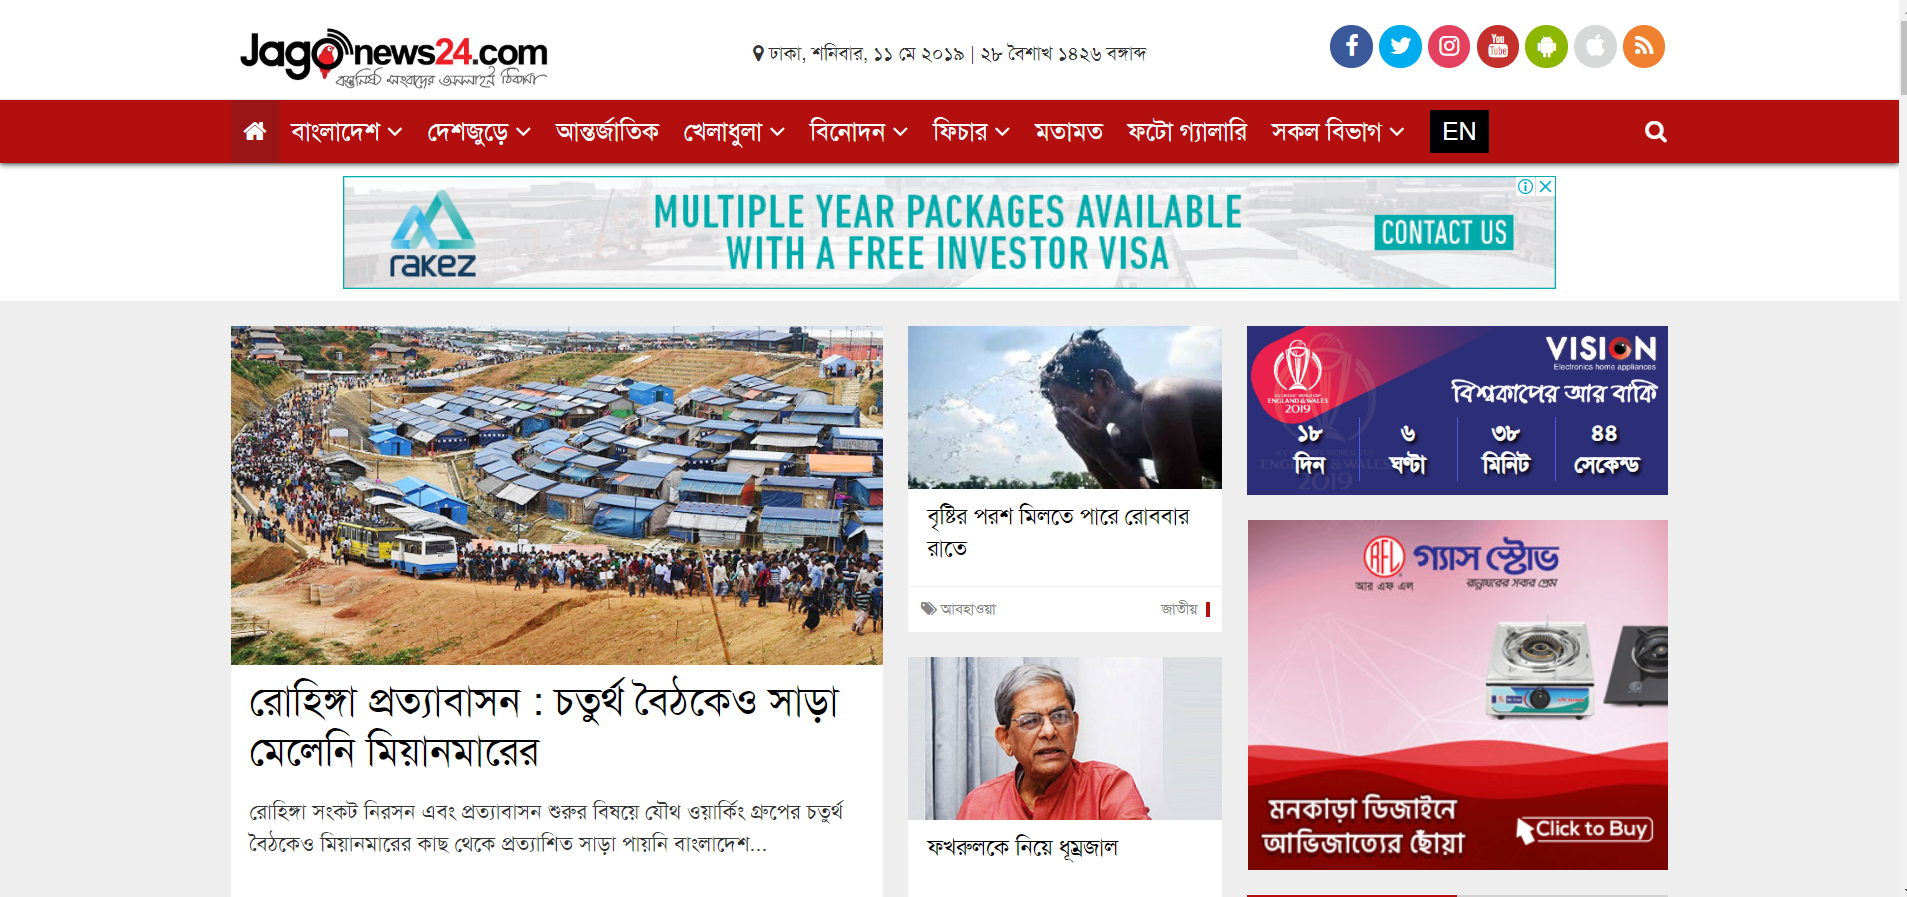 Jagonews24.com
বস্তুনিষ্ঠ সংবাদের অনলাইন ঠিকানা
ঢাকা, শনিবার, ১১ মে ২০১৯ | ২৮ বৈশাখ ১৪২৬ বঙ্গাব্দ
You
Tube
বাংলাদেশ দেশজুড়ে আন্তর্জাতিক খেলাধুলা বিনোদন ফিচার মতামত ফটো গ্যালারি সকল বিভাগ EN
rakez
MULTIPLE YEAR PACKAGES AVAILABLE
WITH A FREE INVESTOR VISA
CONTACT US
রোহিঙ্গা প্রত্যাবাসন : চতুর্থ বৈঠকেও সাড়া
মেলেনি মিয়ানমারের
রোহিঙ্গা সংকট নিরসন এবং প্রত্যাবাসন শুরুর বিষয়ে যৌথ ওয়ার্কিং গ্রুপের চতুর্থ
বৈঠকেও মিয়ানমারের কাছ থেকে প্রত্যাশিত সাড়া পায়নি বাংলাদেশ...
বৃষ্টির পরশ মিলতে পারে রোববার
রাতে
আবহাওয়া জাতীয়
ফখরুলকে নিয়ে ধূম্রজাল
VISION
Electronics home appliances
ICC CRICKET WORLD CUP
ENGLAND & WALES
2019
বিশ্বকাপের আর বাকি
১৮ ৬ ৩৮ ৪৪
দিন ঘণ্টা মিনিট সেকেন্ড
RFL গ্যাস স্টোভ
আর এফ এল রান্নাঘরের সবার প্রেম
মনকাড়া ডিজাইনে
আভিজাত্যের ছোঁয়া
Click to Buy